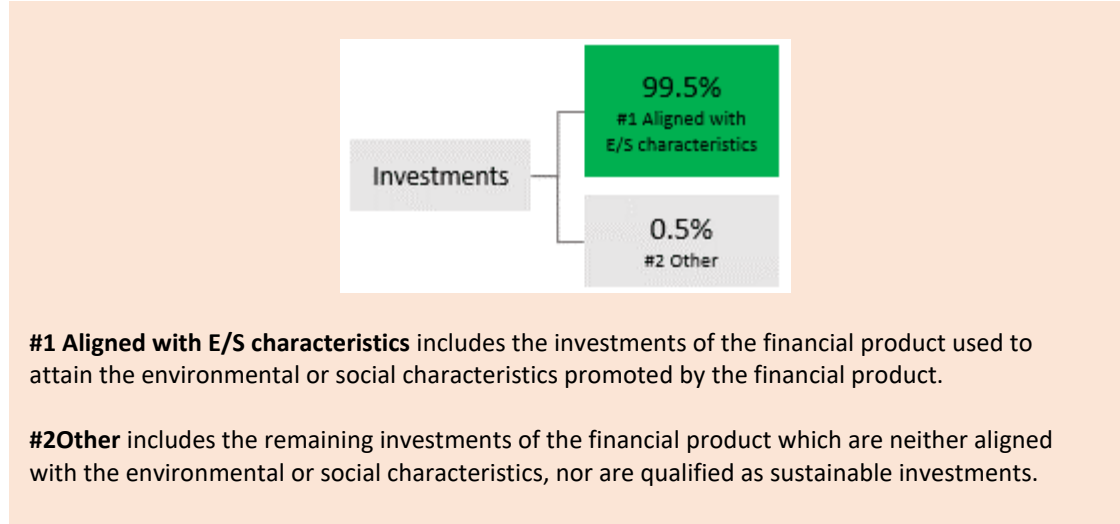 99.5%
#1 Aligned with
E/S characteristics
Investments
0.5%
#2 Other
#1 Aligned with E/S characteristics includes the investments of the financial product used to
attain the environmental or social characteristics promoted by the financial product.
#2Other includes the remaining investments of the financial product which are neither aligned
with the environmental or social characteristics, nor are qualified as sustainable investments.